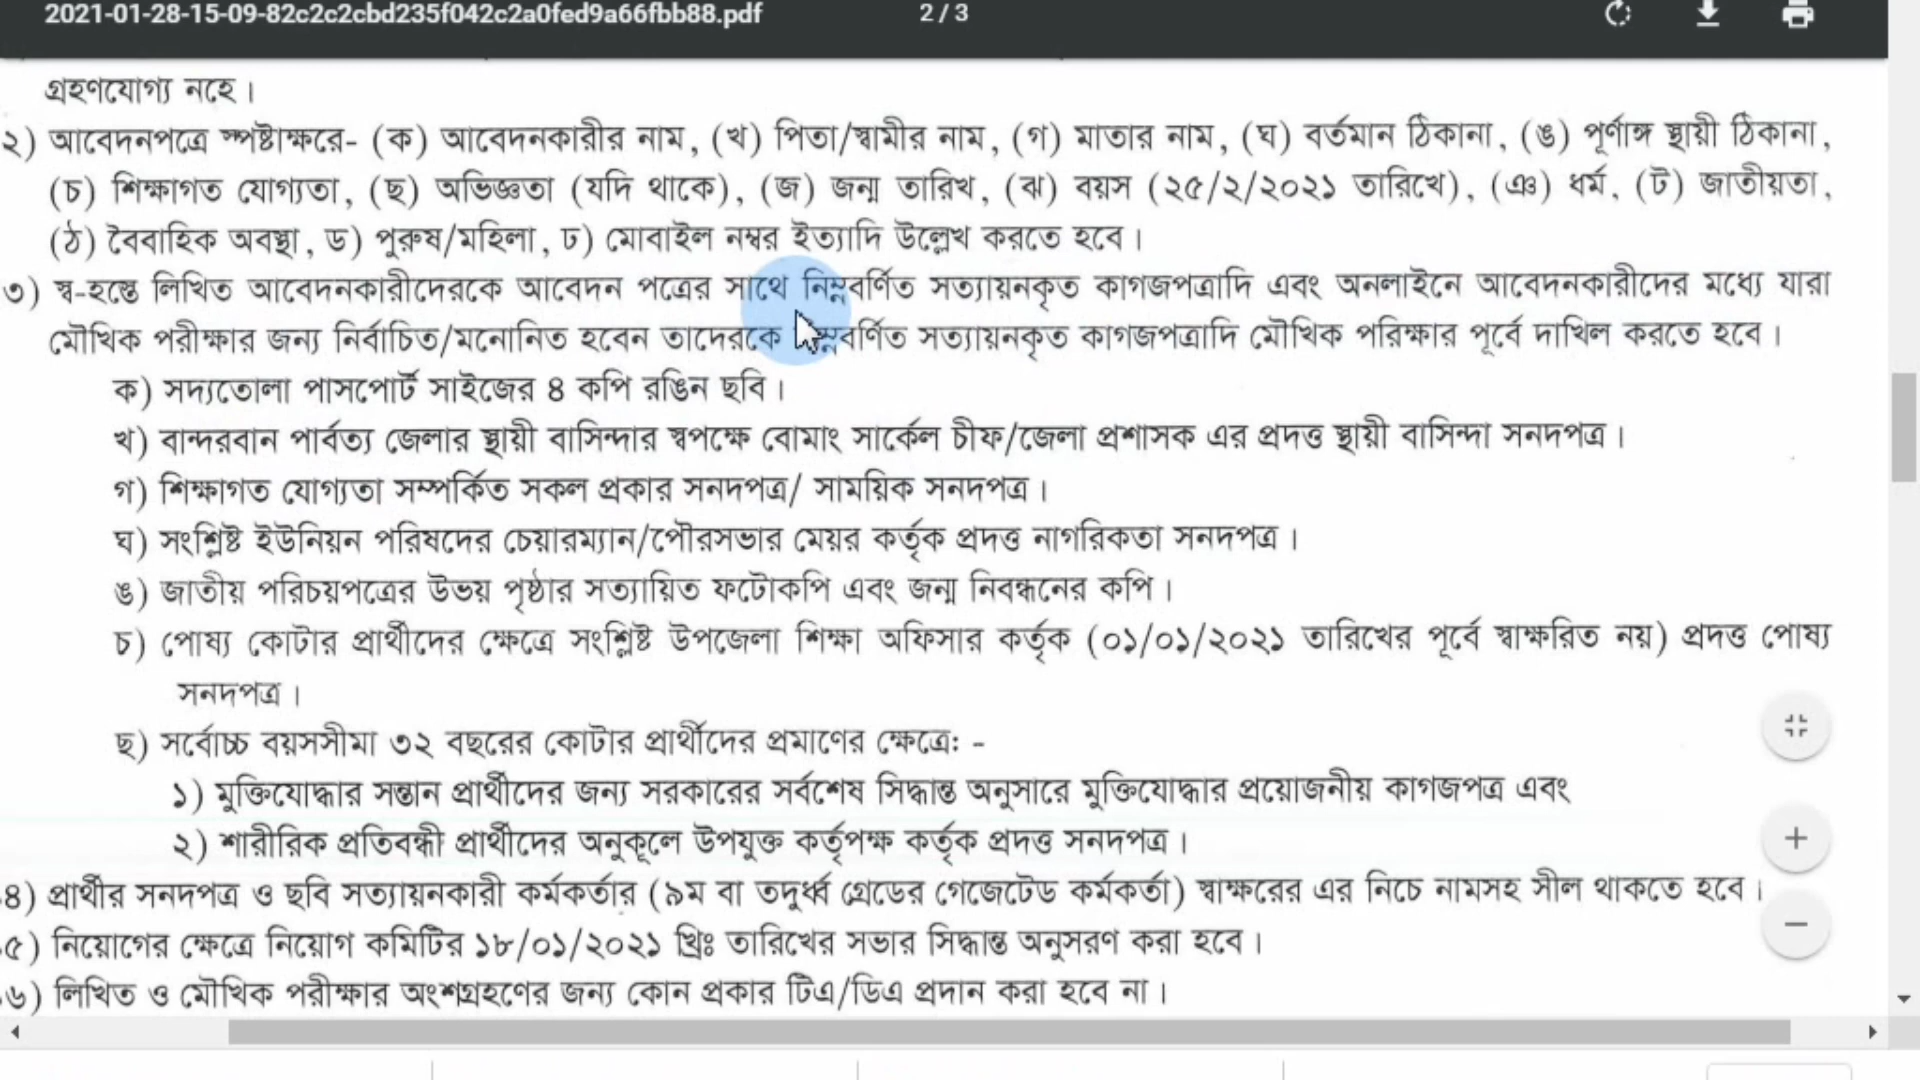 2021-01-28-15-09-82c2c2cbd235f042c2a0fed9a66fbb88.pdf 2 / 3
গ্রহণযোগ্য নহে।
২) আবেদনপত্রে স্পষ্টাক্ষরে- (ক) আবেদনকারীর নাম, (খ) পিতা/স্বামীর নাম, (গ) মাতার নাম, (ঘ) বর্তমান ঠিকানা, (ঙ) পূর্ণাঙ্গ স্থায়ী ঠিকানা,
(চ) শিক্ষাগত যোগ্যতা, (ছ) অভিজ্ঞতা (যদি থাকে), (জ) জন্ম তারিখ, (ঝ) বয়স (২৫/২/২০২১ তারিখে), (ঞ) ধর্ম, (ট) জাতীয়তা,
(ঠ) বৈবাহিক অবস্থা, ড) পুরুষ/মহিলা, ঢ) মোবাইল নম্বর ইত্যাদি উল্লেখ করতে হবে।
৩) স্ব-হস্তে লিখিত আবেদনকারীদেরকে আবেদন পত্রের সাথে নিম্নবর্ণিত সত্যায়নকৃত কাগজপত্রাদি এবং অনলাইনে আবেদনকারীদের মধ্যে যারা
মৌখিক পরীক্ষার জন্য নির্বাচিত/মনোনিত হবেন তাদেরকে নিম্নবর্ণিত সত্যায়নকৃত কাগজপত্রাদি মৌখিক পরিক্ষার পূর্বে দাখিল করতে হবে।
ক) সদ্যতোলা পাসপোর্ট সাইজের ৪ কপি রঙিন ছবি।
খ) বান্দরবান পার্বত্য জেলার স্থায়ী বাসিন্দার স্বপক্ষে বোমাং সার্কেল চীফ/জেলা প্রশাসক এর প্রদত্ত স্থায়ী বাসিন্দা সনদপত্র।
গ) শিক্ষাগত যোগ্যতা সম্পর্কিত সকল প্রকার সনদপত্র/ সাময়িক সনদপত্র।
ঘ) সংশ্লিষ্ট ইউনিয়ন পরিষদের চেয়ারম্যান/পৌরসভার মেয়র কর্তৃক প্রদত্ত নাগরিকতা সনদপত্র।
ঙ) জাতীয় পরিচয়পত্রের উভয় পৃষ্ঠার সত্যায়িত ফটোকপি এবং জন্ম নিবন্ধনের কপি।
চ) পোষ্য কোটার প্রার্থীদের ক্ষেত্রে সংশ্লিষ্ট উপজেলা শিক্ষা অফিসার কর্তৃক (০১/০১/২০২১ তারিখের পূর্বে স্বাক্ষরিত নয়) প্রদত্ত পোষ্য
সনদপত্র।
ছ) সর্বোচ্চ বয়সসীমা ৩২ বছরের কোটার প্রার্থীদের প্রমাণের ক্ষেত্রেঃ -
১) মুক্তিযোদ্ধার সন্তান প্রার্থীদের জন্য সরকারের সর্বশেষ সিদ্ধান্ত অনুসারে মুক্তিযোদ্ধার প্রয়োজনীয় কাগজপত্র এবং
২) শারীরিক প্রতিবন্ধী প্রার্থীদের অনুকূলে উপযুক্ত কর্তৃপক্ষ কর্তৃক প্রদত্ত সনদপত্র।
৪) প্রার্থীর সনদপত্র ও ছবি সত্যায়নকারী কর্মকর্তার (৯ম বা তদুর্ধ্ব গ্রেডের গেজেটেড কর্মকর্তা) স্বাক্ষরের এর নিচে নামসহ সীল থাকতে হবে।
৫) নিয়োগের ক্ষেত্রে নিয়োগ কমিটির ১৮/০১/২০২১ খ্রিঃ তারিখের সভার সিদ্ধান্ত অনুসরণ করা হবে।
৬) লিখিত ও মৌখিক পরীক্ষার অংশগ্রহণের জন্য কোন প্রকার টিএ/ডিএ প্রদান করা হবে না।